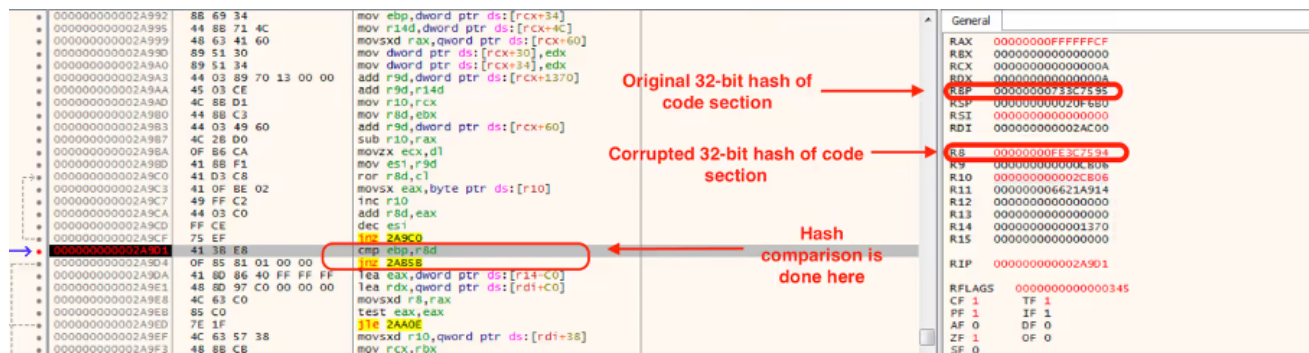 000000000002A992 8B 69 34 mov ebp,dword ptr ds:[rcx+34]
000000000002A995 44 8B 71 4C mov r14d,dword ptr ds:[rcx+4C]
000000000002A999 48 63 41 60 movsxd rax,qword ptr ds:[rcx+60]
000000000002A99D 89 51 30 mov dword ptr ds:[rcx+30],edx
000000000002A9A0 89 51 34 mov dword ptr ds:[rcx+34],edx
000000000002A9A3 44 03 89 70 13 00 00 add r9d,dword ptr ds:[rcx+1370]
000000000002A9AA 45 03 CE add r9d,r14d
000000000002A9AD 4C 8B D1 mov r10,rcx
000000000002A9B0 44 8B C3 mov r8d,ebx
000000000002A9B3 44 03 49 60 add r9d,dword ptr ds:[rcx+60]
000000000002A9B7 4C 2B D0 sub r10,rax
000000000002A9BA 0F B6 CA movzx ecx,dl
000000000002A9BD 41 8B F1 mov esi,r9d
000000000002A9C0 41 D3 C8 ror r8d,cl
000000000002A9C3 41 0F BE 02 movsx eax,byte ptr ds:[r10]
000000000002A9C7 49 FF C2 inc r10
000000000002A9CA 44 03 C0 add r8d,eax
000000000002A9CD FF CE dec esi
000000000002A9CF 75 EF jnz 2A9C0
000000000002A9D1 41 3B E8 cmp ebp,r8d
000000000002A9D4 0F 85 81 01 00 00 jnz 2AB5B
000000000002A9DA 41 8D 86 40 FF FF FF lea eax,dword ptr ds:[r14-C0]
000000000002A9E1 48 8D 97 C0 00 00 00 lea rdx,qword ptr ds:[rdi+C0]
000000000002A9E8 4C 63 C0 movsxd r8,rax
000000000002A9EB 85 C0 test eax,eax
000000000002A9ED 7E 1F jle 2AA0E
000000000002A9EF 4C 63 57 38 movsxd r10,qword ptr ds:[rdi+38]
000000000002A9F3 48 8B CB mov rcx,rbx
Original 32-bit hash of
code section
Corrupted 32-bit hash of code
section
Hash
comparison is
done here
General
RAX 00000000FFFFFFCF
RBX 0000000000000000
RCX 000000000000000A
RDX 000000000000000A
RBP 00000000733C7595
RSP 00000000020F6B0
RSI 0000000000000000
RDI 000000000002AC00
R8 00000000FE3C7594
R9 000000000000CB06
R10 000000000002CB06
R11 000000006621A914
R12 0000000000000000
R13 0000000000000000
R14 0000000000001370
R15 0000000000000000
RIP 000000000002A9D1
RFLAGS 0000000000000345
CF 1 TF 1
PF 1 IF 1
AF 0 DF 0
ZF 1 OF 0
SF 0